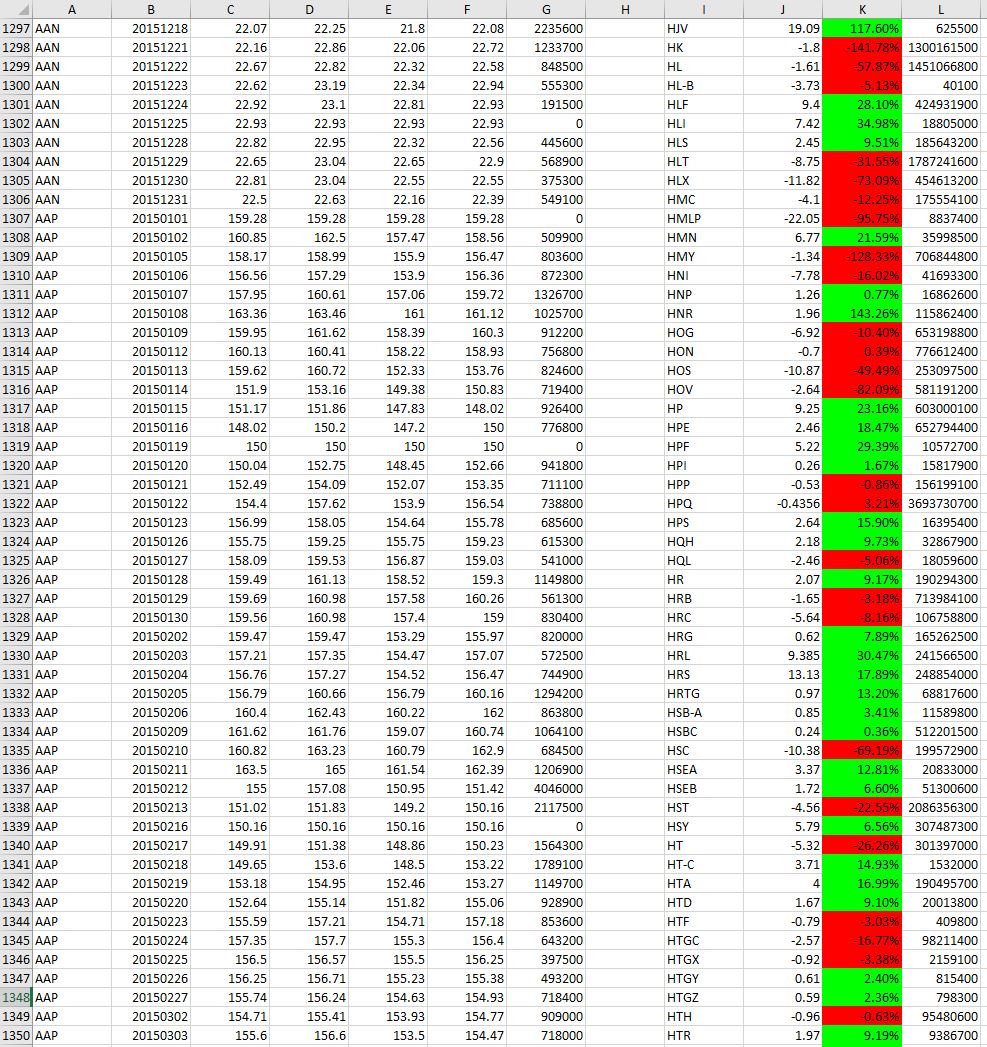 A B C D E F G H I J K L
1297 AAN 20151218 22.07 22.25 21.8 22.08 2235600 HJV 19.09 117.60% 625500
1298 AAN 20151221 22.16 22.86 22.06 22.72 1233700 HK -1.8 -141.78% 1300161500
1299 AAN 20151222 22.67 22.82 22.32 22.58 848500 HL -1.61 -57.87% 1451066800
1300 AAN 20151223 22.62 23.19 22.34 22.94 555300 HL-B -3.73 -5.13% 40100
1301 AAN 20151224 22.92 23.1 22.81 22.93 191500 HLF 9.4 28.10% 424931900
1302 AAN 20151225 22.93 22.93 22.93 22.93 0 HLI 7.42 34.98% 18805000
1303 AAN 20151228 22.82 22.95 22.32 22.56 445600 HLS 2.45 9.51% 185643200
1304 AAN 20151229 22.65 23.04 22.65 22.9 568900 HLT -8.75 -31.55% 1787241600
1305 AAN 20151230 22.81 23.04 22.55 22.55 375300 HLX -11.82 -73.09% 454613200
1306 AAN 20151231 22.5 22.63 22.16 22.39 549100 HMC -4.1 -12.25% 175554100
1307 AAP 20150101 159.28 159.28 159.28 159.28 0 HMLP -22.05 -95.75% 8837400
1308 AAP 20150102 160.85 162.5 157.47 158.56 509900 HMN 6.77 21.59% 35998500
1309 AAP 20150105 158.17 158.99 155.9 156.47 803600 HMY -1.34 -128.33% 706844800
1310 AAP 20150106 156.56 157.29 153.9 156.36 872300 HNI -7.78 -16.02% 41693300
1311 AAP 20150107 157.95 160.61 157.06 159.72 1326700 HNP 1.26 0.77% 16862600
1312 AAP 20150108 163.36 163.46 161 161.12 1025700 HNR 1.96 143.26% 115862400
1313 AAP 20150109 159.95 161.62 158.39 160.3 912200 HOG -6.92 -10.40% 653198800
1314 AAP 20150112 160.13 160.41 158.22 158.93 756800 HON -0.7 0.39% 776612400
1315 AAP 20150113 159.62 160.72 152.33 153.76 824600 HOS -10.87 -49.49% 253097500
1316 AAP 20150114 151.9 153.16 149.38 150.83 719400 HOV -2.64 -82.09% 581191200
1317 AAP 20150115 151.17 151.86 147.83 148.02 926400 HP 9.25 23.16% 603000100
1318 AAP 20150116 148.02 150.2 147.2 150 776800 HPE 2.46 18.47% 652794400
1319 AAP 20150119 150 150 150 150 0 HPF 5.22 29.39% 10572700
1320 AAP 20150120 150.04 152.75 148.45 152.66 941800 HPI 0.26 1.67% 15817900
1321 AAP 20150121 152.49 154.09 152.07 153.35 711100 HPP -0.53 -0.86% 156199100
1322 AAP 20150122 154.4 157.62 153.9 156.54 738800 HPQ -0.4356 3.21% 3693730700
1323 AAP 20150123 156.99 158.05 154.64 155.78 685600 HPS 2.64 15.90% 16395400
1324 AAP 20150126 155.75 159.25 155.75 159.23 615300 HQH 2.18 9.73% 32867900
1325 AAP 20150127 158.09 159.53 156.87 159.03 541000 HQL -2.46 -5.06% 18059600
1326 AAP 20150128 159.49 161.13 158.52 159.3 1149800 HR 2.07 9.17% 190294300
1327 AAP 20150129 159.69 160.98 157.58 160.26 561300 HRB -1.65 -3.18% 713984100
1328 AAP 20150130 159.56 160.98 157.4 159 830400 HRC -5.64 -8.16% 106758800
1329 AAP 20150202 159.47 159.47 153.29 155.97 820000 HRG 0.62 7.89% 165262500
1330 AAP 20150203 157.21 157.35 154.47 157.07 572500 HRL 9.385 30.47% 241566500
1331 AAP 20150204 156.76 157.27 154.52 156.47 744900 HRS 13.13 17.89% 248854000
1332 AAP 20150205 156.79 160.66 156.79 160.16 1294200 HRTG 0.97 13.20% 68817600
1333 AAP 20150206 160.4 162.43 160.22 162 863800 HSB-A 0.85 3.41% 11589800
1334 AAP 20150209 161.62 161.76 159.07 160.74 1064100 HSBC 0.24 0.36% 512201500
1335 AAP 20150210 160.82 163.23 160.79 162.9 684500 HSC -10.38 -69.19% 199572900
1336 AAP 20150211 163.5 165 161.54 162.39 1206900 HSEA 3.37 12.81% 20833000
1337 AAP 20150212 155 157.08 150.95 151.42 4046000 HSEB 1.72 6.60% 51300600
1338 AAP 20150213 151.02 151.83 149.2 150.16 2117500 HST -4.56 -22.55% 2086356300
1339 AAP 20150216 150.16 150.16 150.16 150.16 0 HSY 5.79 6.56% 307487300
1340 AAP 20150217 149.91 151.38 148.86 150.23 1564300 HT -5.32 -26.26% 301397000
1341 AAP 20150218 149.65 153.6 148.5 153.22 1789100 HT-C 3.71 14.93% 1532000
1342 AAP 20150219 153.18 154.95 152.46 153.27 1149700 HTA 4 16.99% 190495700
1343 AAP 20150220 152.64 155.14 151.82 155.06 928900 HTD 1.67 9.10% 20013800
1344 AAP 20150223 155.59 157.21 154.71 157.18 853600 HTF -0.79 -3.03% 409800
1345 AAP 20150224 157.35 157.7 155.3 156.4 643200 HTGC -2.57 -16.77% 98211400
1346 AAP 20150225 156.5 156.57 155.5 156.25 397500 HTGX -0.92 -3.38% 2159100
1347 AAP 20150226 156.25 156.71 155.23 155.38 493200 HTGY 0.61 2.40% 815400
1348 AAP 20150227 155.74 156.24 154.63 154.93 718400 HTGZ 0.59 2.36% 798300
1349 AAP 20150302 154.71 155.41 153.93 154.77 909000 HTH -0.96 -0.63% 95480600
1350 AAP 20150303 155.6 156.6 153.5 154.47 718000 HTR 1.97 9.19% 9386700